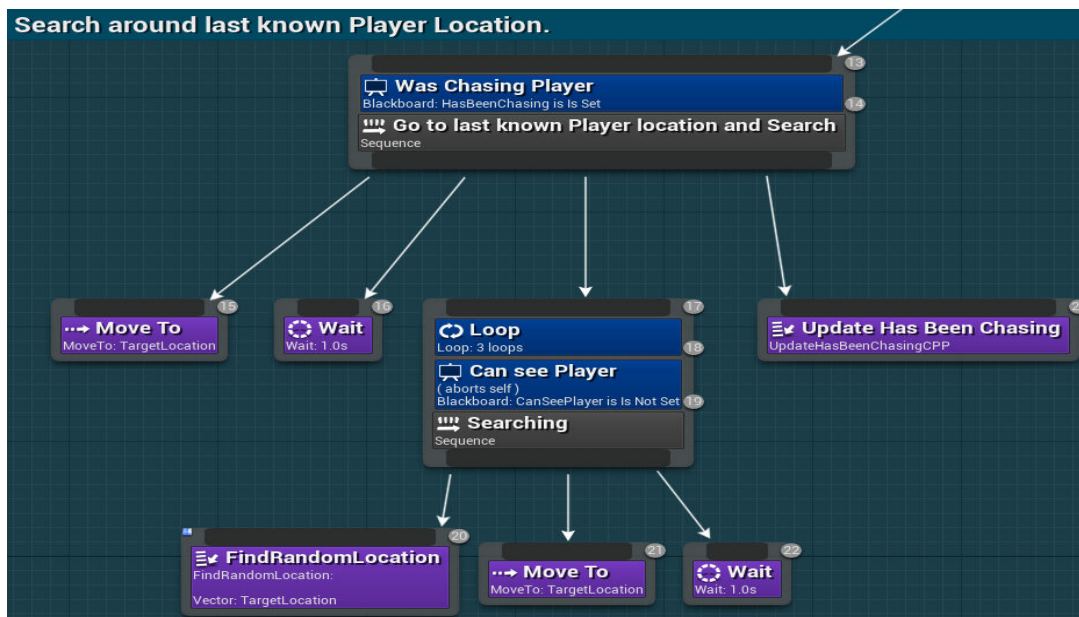 Search around last known Player Location.
13
Was Chasing Player
Blackboard: HasBeenChasing is Is Set
14
Go to last known Player location and Search
Sequence
15
Move To
MoveTo: TargetLocation
16
Wait
Wait: 1.0s
17
Loop
Loop: 3 loops
18
Can see Player
( aborts self )
Blackboard: CanSeePlayer is Is Not Set
19
Searching
Sequence
Update Has Been Chasing
UpdateHasBeenChasingCPP
20
FindRandomLocation
FindRandomLocation:
Vector: TargetLocation
21
Move To
MoveTo: TargetLocation
22
Wait
Wait: 1.0s